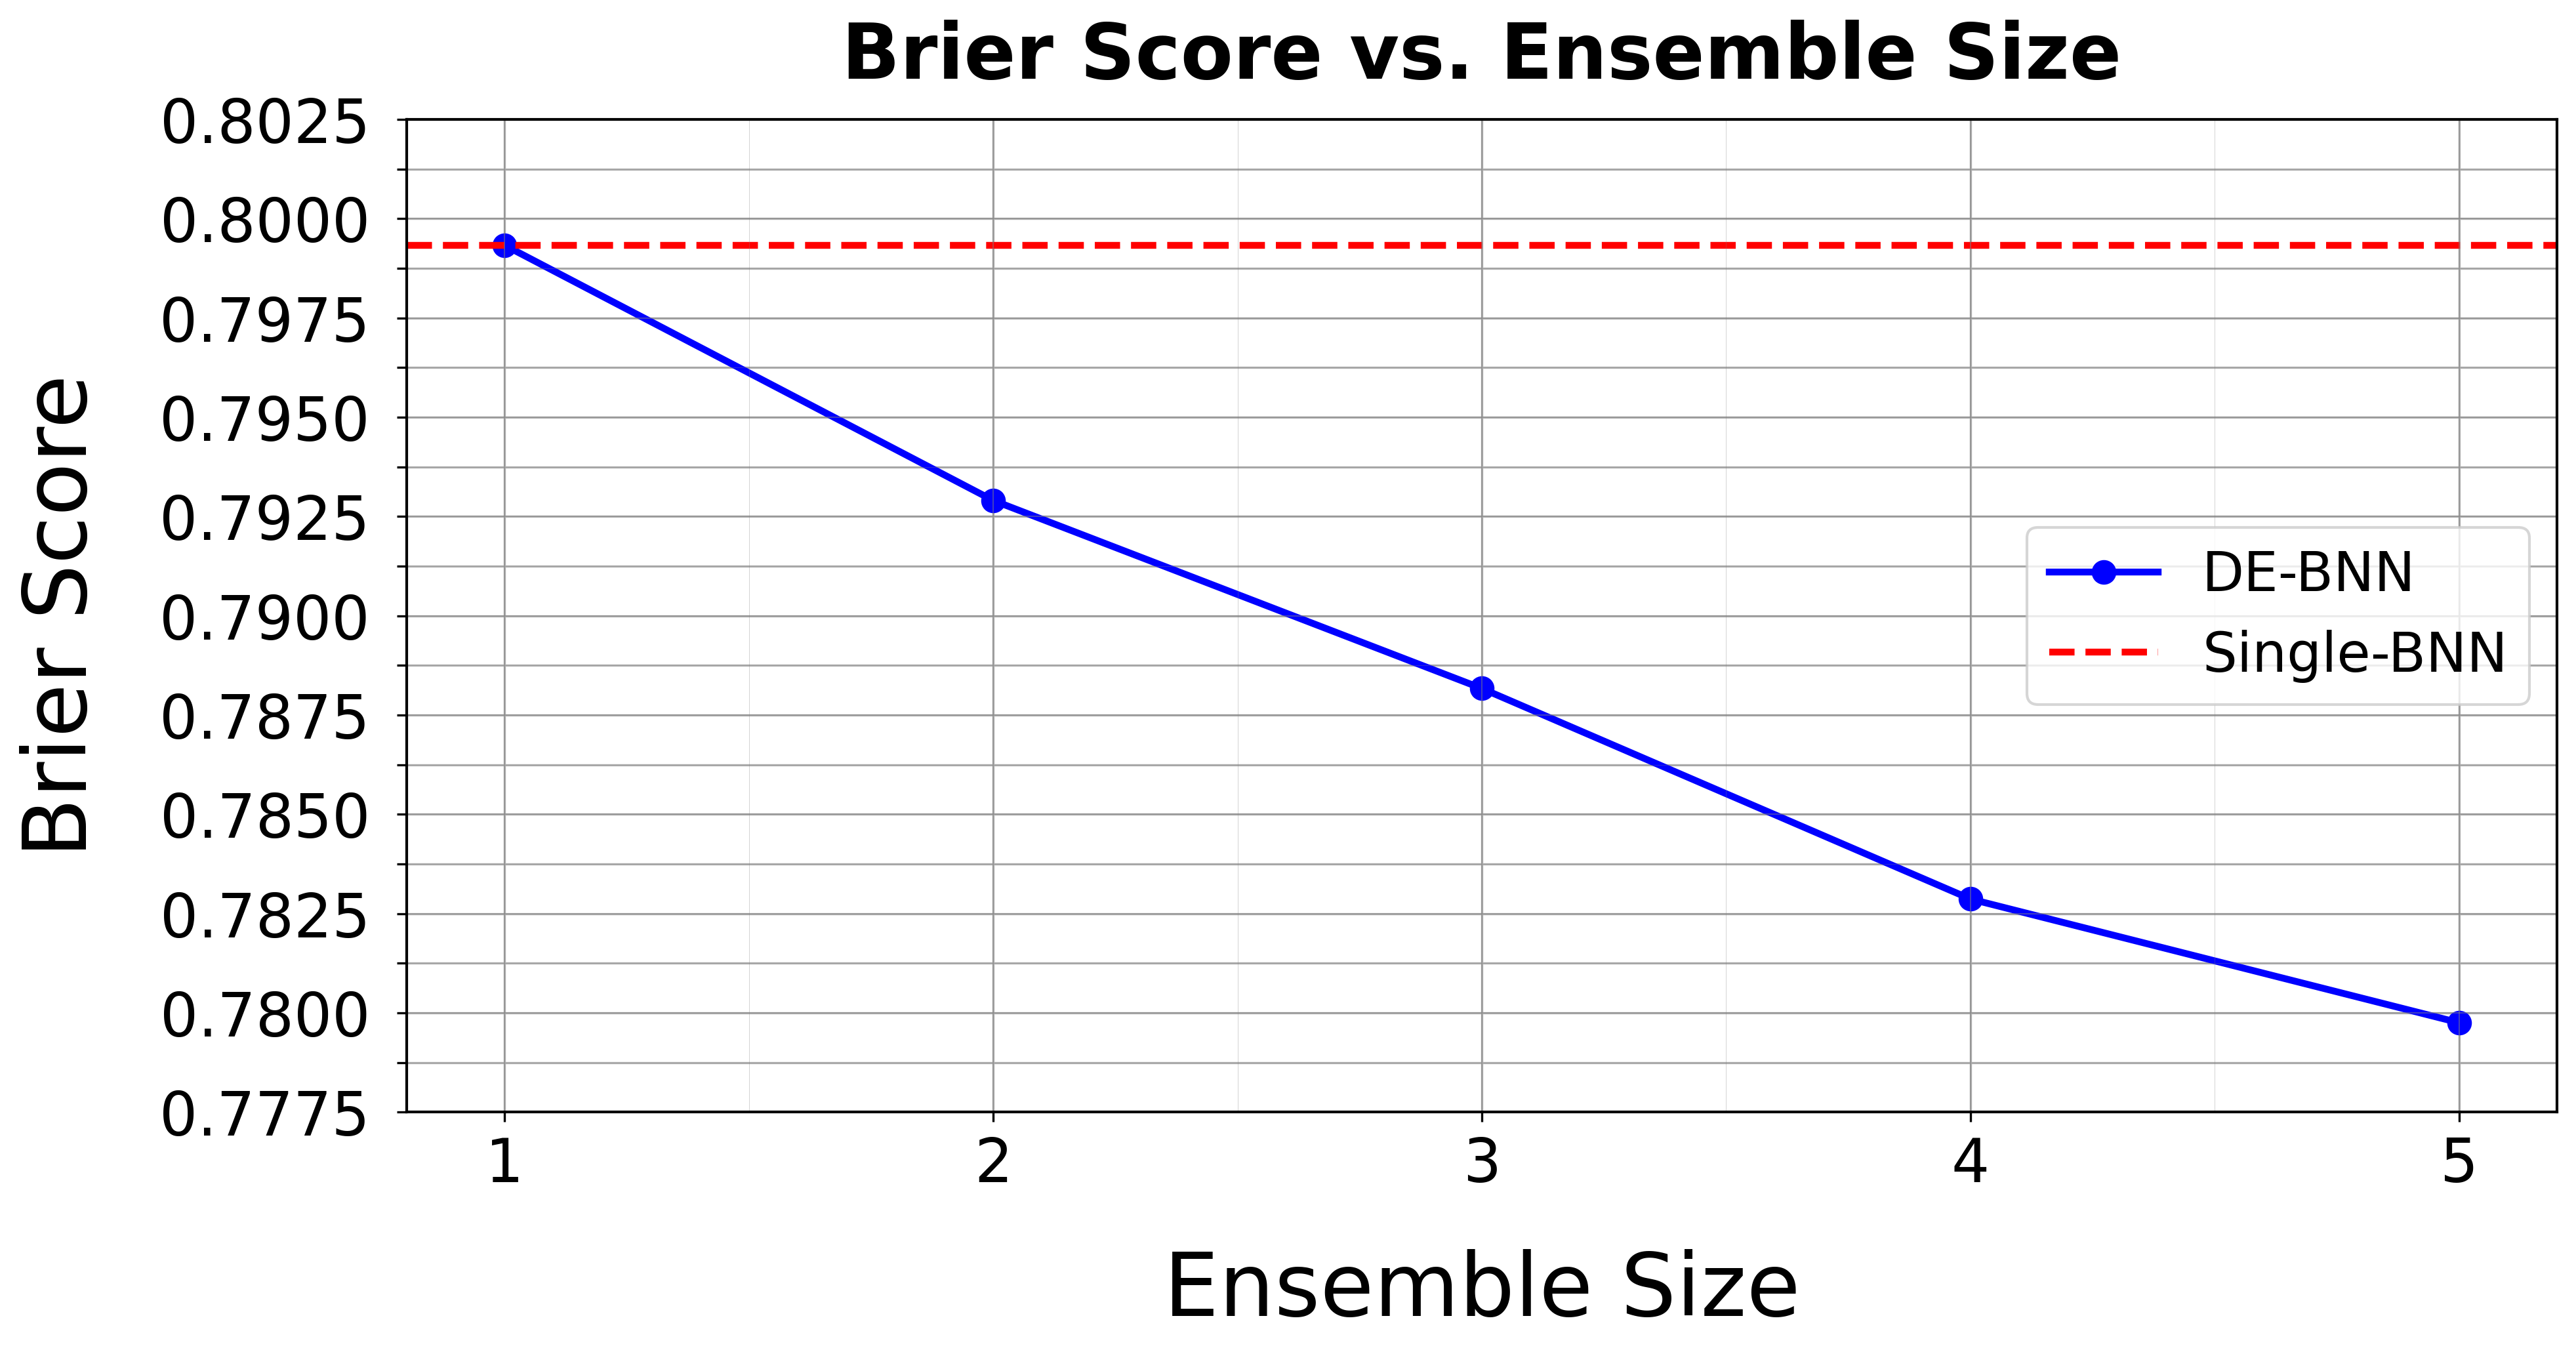 Brier Score vs. Ensemble Size
Brier Score
0.8025
0.8000
0.7975
0.7950
0.7925
0.7900
0.7875
0.7850
0.7825
0.7800
0.7775
DE-BNN
Single-BNN
1 2 3 4 5
Ensemble Size